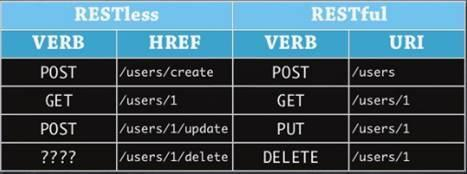 RESTless RESTful
VERB HREF VERB URI
POST /users/create POST /users
GET /users/1 GET /users/1
POST /users/1/update PUT /users/1
???? /users/1/delete DELETE /users/1